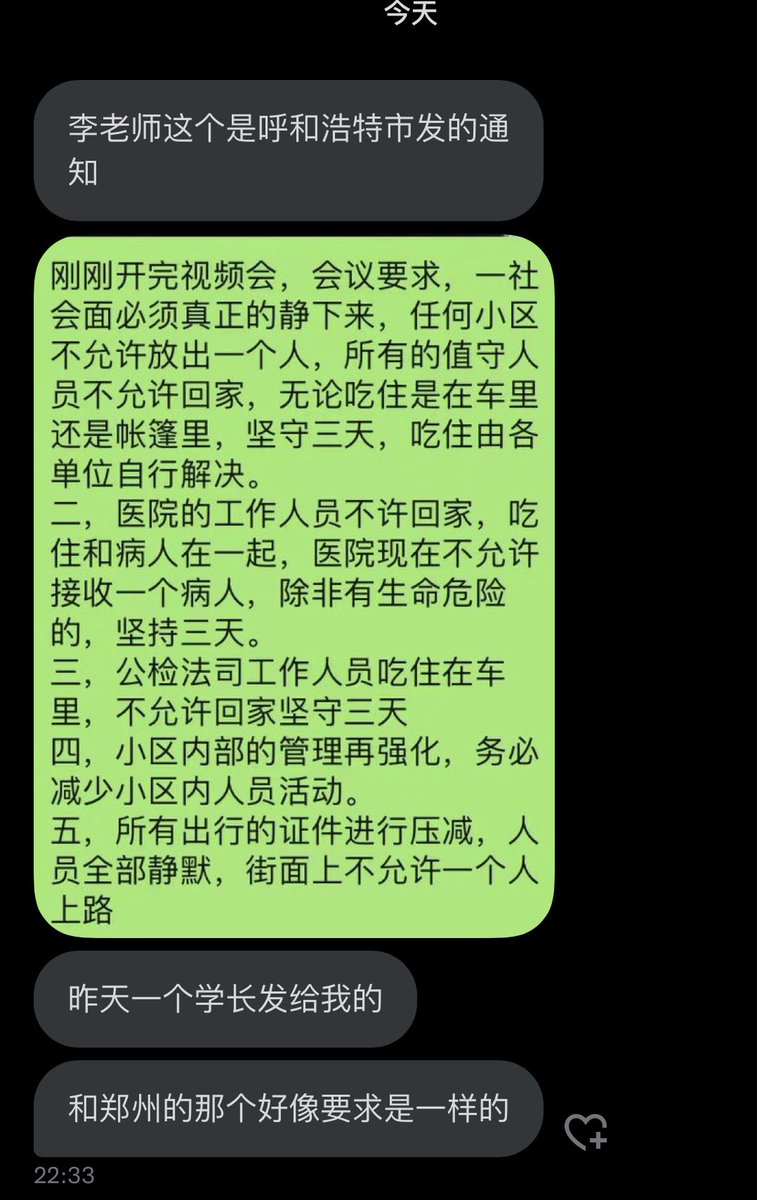 今天
李老师这个是呼和浩特市发的通
知
刚刚开完视频会，会议要求，一社
会面必须真正的静下来，任何小区
不允许放出一个人，所有的值守人
员不允许回家，无论吃住是在车里
还是帐篷里，坚守三天，吃住由各
单位自行解决。
二，医院的工作人员不许回家，吃
住和病人在一起，医院现在不允许
接收一个病人，除非有生命危险
的，坚持三天。
三，公检法司工作人员吃住在车
里，不允许回家坚守三天
四，小区内部的管理再强化，务必
减少小区内人员活动。
五，所有出行的证件进行压减，人
员全部静默，街面上不允许一个人
上路
昨天一个学长发给我的
和郑州的那个好像要求是一样的
22:33